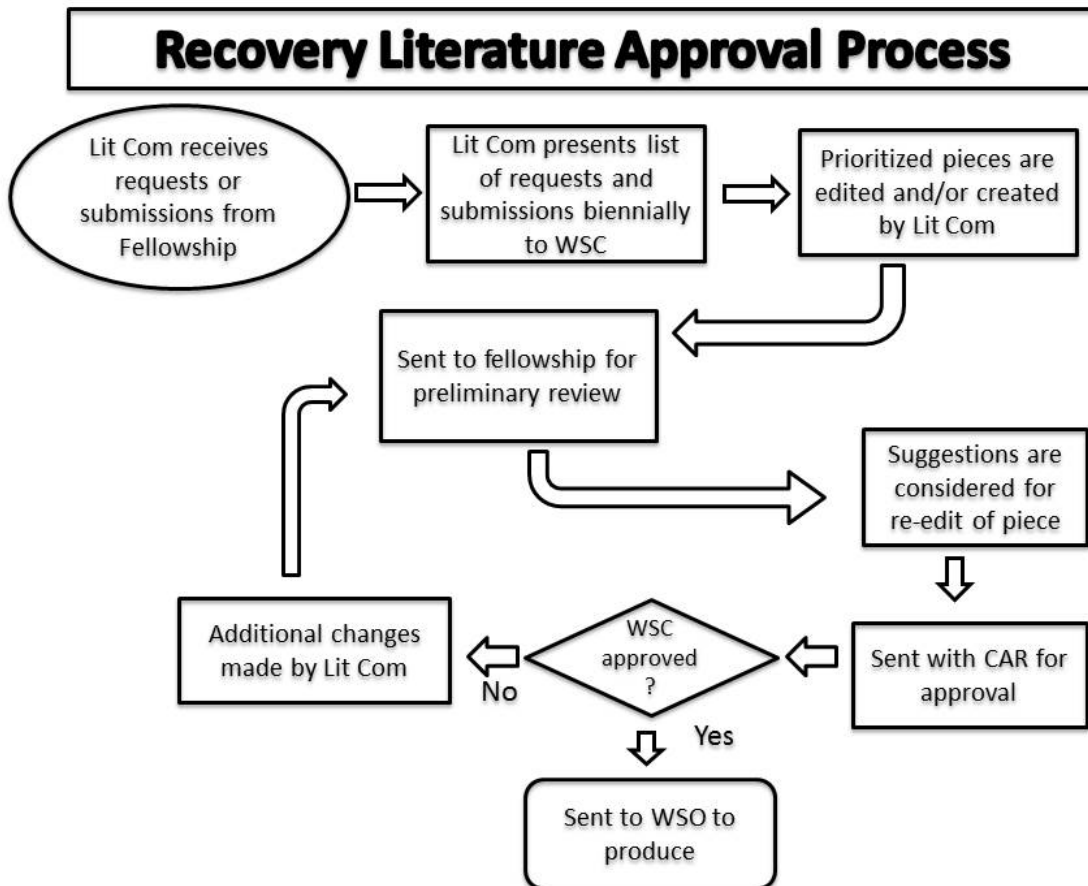 Recovery Literature Approval Process
Lit Com receives
requests or
submissions from
Fellowship
Lit Com presents list
of requests and
submissions biennially
to WSC
Prioritized pieces are
edited and/or created
by Lit Com
Sent to fellowship for
preliminary review
Suggestions are
considered for
re-edit of piece
Sent with CAR for
approval
WSC
approved
?
No
Additional changes
made by Lit Com
Yes
Sent to WSO to
produce